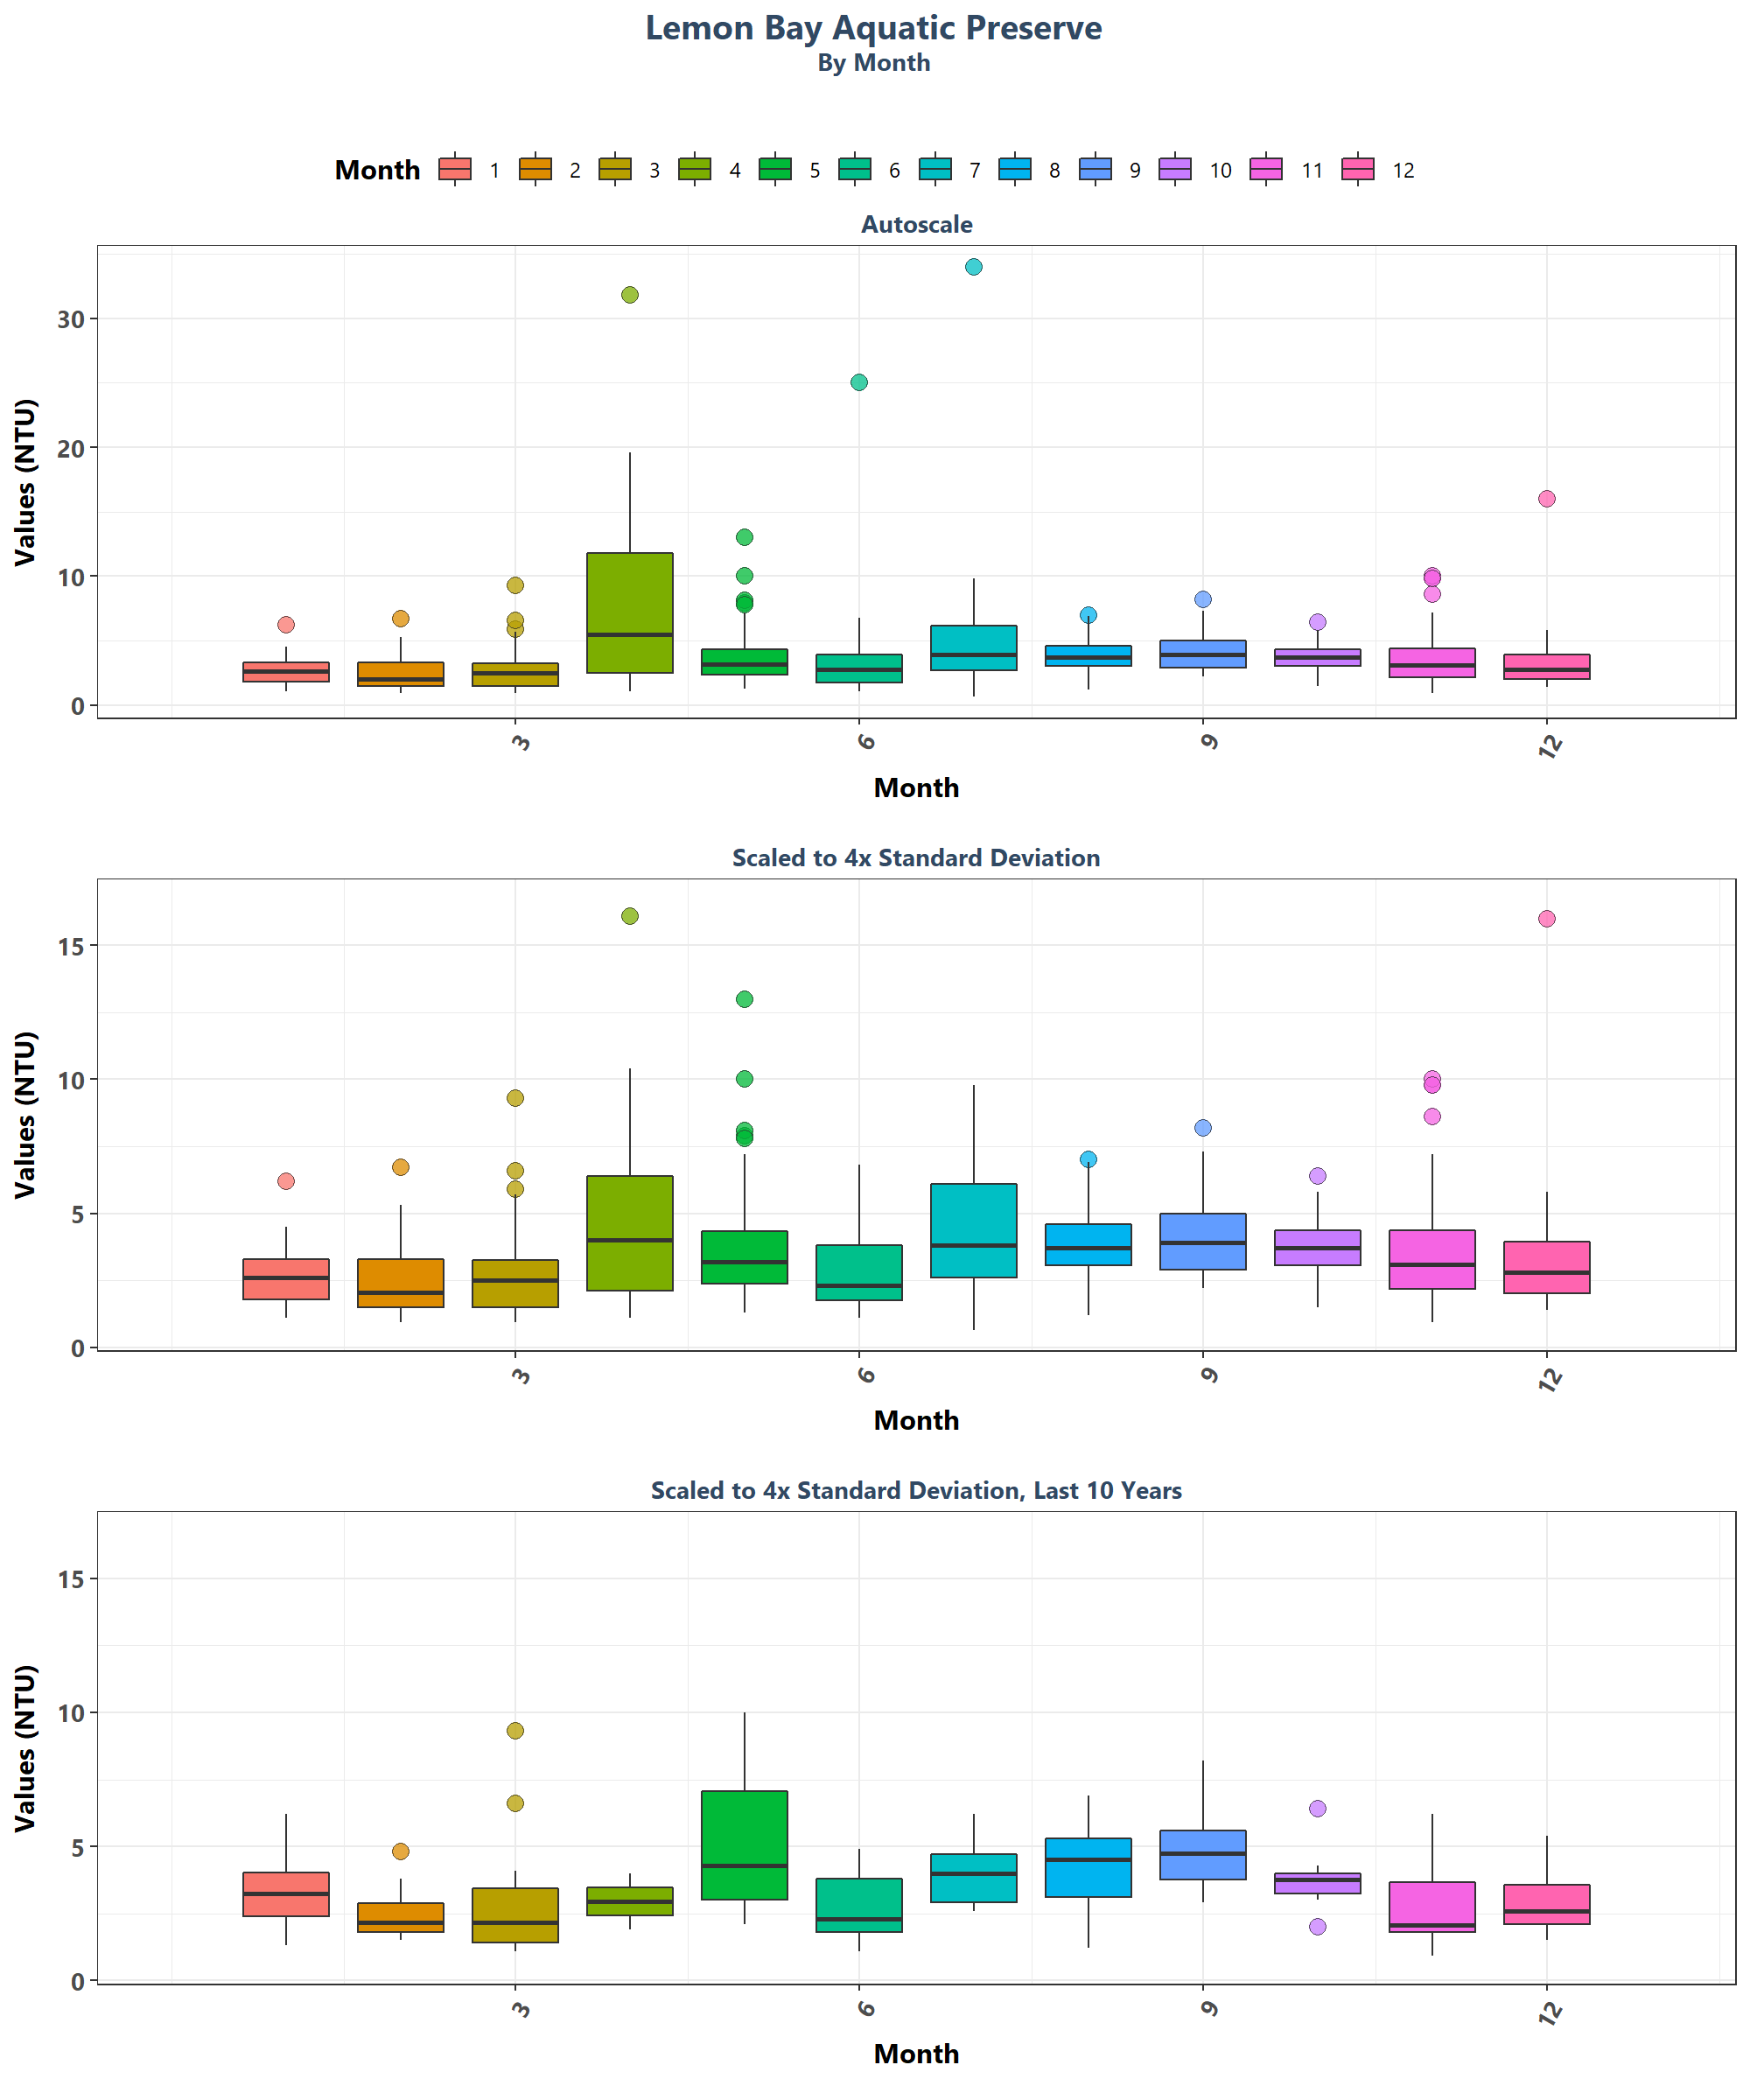 Lemon Bay Aquatic Preserve
By Month
Month 1 2 3 4 5 6 7 8 9 10 11 12
Autoscale
Values (NTU)
30
20
10
0
3 6 9 12
Month
Scaled to 4x Standard Deviation
Values (NTU)
15
10
5
0
3 6 9 12
Month
Scaled to 4x Standard Deviation, Last 10 Years
Values (NTU)
15
10
5
0
3 6 9 12
Month